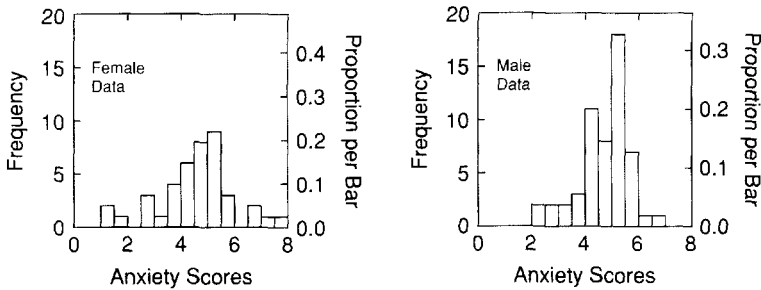 20
15
10
5
0
Frequency
Female
Data
0.4
0.3
0.2
0.1
0.0
Proportion per Bar
0 2 4 6 8
Anxiety Scores
20
15
10
5
0
Frequency
Male
Data
0.3
0.2
0.1
0.0
Proportion per Bar
0 2 4 6 8
Anxiety Scores